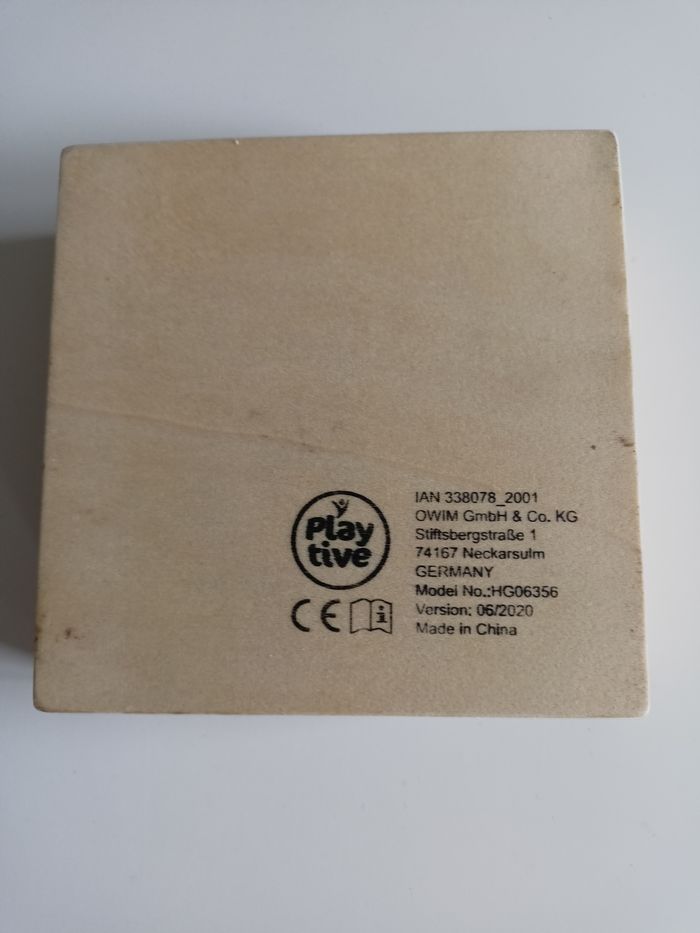 Play
tive
CE
IAN 338078_2001
OWIM GmbH & Co. KG
Stiftsbergstraße 1
74167 Neckarsulm
GERMANY
Model No.:HG06356
Version: 06/2020
Made in China